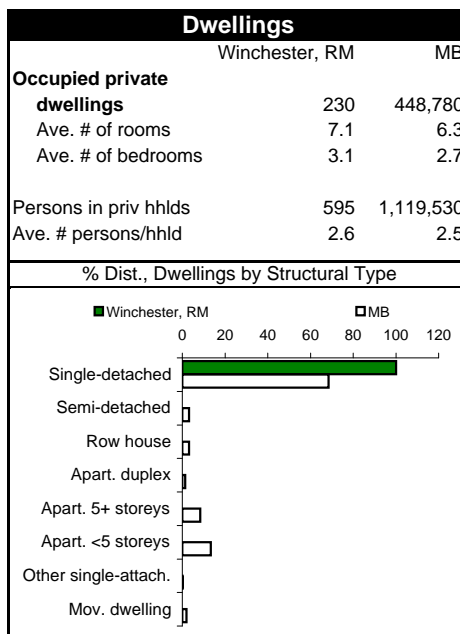 Dwellings
Winchester, RM MB
Occupied private
dwellings 230 448,780
Ave. # of rooms 7.1 6.3
Ave. # of bedrooms 3.1 2.7
Persons in priv hhlds 595 1,119,530
Ave. # persons/hhld 2.6 2.5
% Dist., Dwellings by Structural Type
Winchester, RM MB
0 20 40 60 80 100 120
Single-detached
Semi-detached
Row house
Apart. duplex
Apart. 5+ storeys
Apart. <5 storeys
Other single-attach.
Mov. dwelling